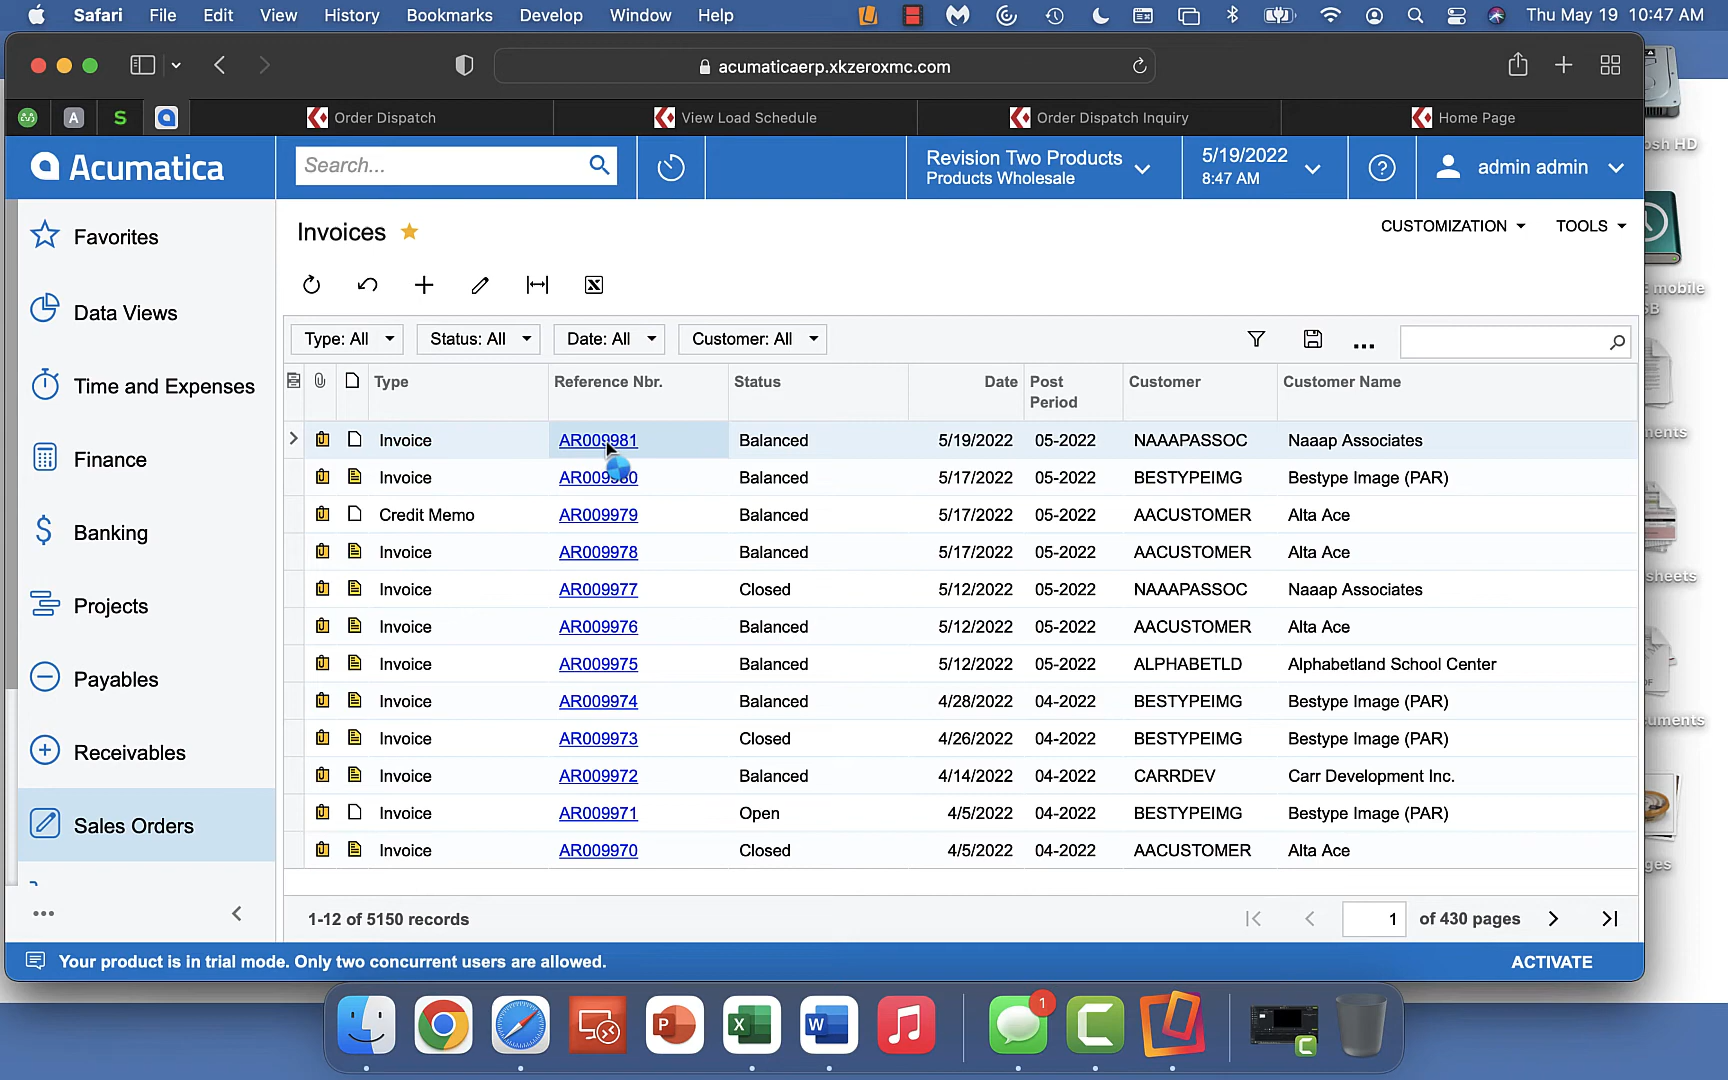 Safari File Edit View History Bookmarks Develop Window Help Thu May 19 10:47 AM
acumaticaerp.xkzeroxmc.com
A S Order Dispatch View Load Schedule Order Dispatch Inquiry Home Page
Acumatica
Search...
Revision Two Products
Products Wholesale
5/19/2022
8:47 AM
? admin admin
Favorites
Data Views
Time and Expenses
Finance
Banking
Projects
Payables
Receivables
Sales Orders
Invoices
CUSTOMIZATION TOOLS
Type: All Status: All Date: All Customer: All
Type Reference Nbr. Status Date Post Period Customer Customer Name
Invoice AR009981 Balanced 5/19/2022 05-2022 NAAAPASSOC Naaap Associates
Invoice AR009980 Balanced 5/17/2022 05-2022 BESTYPEIMG Bestype Image (PAR)
Credit Memo AR009979 Balanced 5/17/2022 05-2022 AACUSTOMER Alta Ace
Invoice AR009978 Balanced 5/17/2022 05-2022 AACUSTOMER Alta Ace
Invoice AR009977 Closed 5/12/2022 05-2022 NAAAPASSOC Naaap Associates
Invoice AR009976 Balanced 5/12/2022 05-2022 AACUSTOMER Alta Ace
Invoice AR009975 Balanced 5/12/2022 05-2022 ALPHABETLD Alphabetland School Center
Invoice AR009974 Balanced 4/28/2022 04-2022 BESTYPEIMG Bestype Image (PAR)
Invoice AR009973 Closed 4/26/2022 04-2022 BESTYPEIMG Bestype Image (PAR)
Invoice AR009972 Balanced 4/14/2022 04-2022 CARRDEV Carr Development Inc.
Invoice AR009971 Open 4/5/2022 04-2022 BESTYPEIMG Bestype Image (PAR)
Invoice AR009970 Closed 4/5/2022 04-2022 AACUSTOMER Alta Ace
1-12 of 5150 records 1 of 430 pages
Your product is in trial mode. Only two concurrent users are allowed. ACTIVATE
osh HD
E mobile
SB
ents
sheets
uments
ges
P X W 1